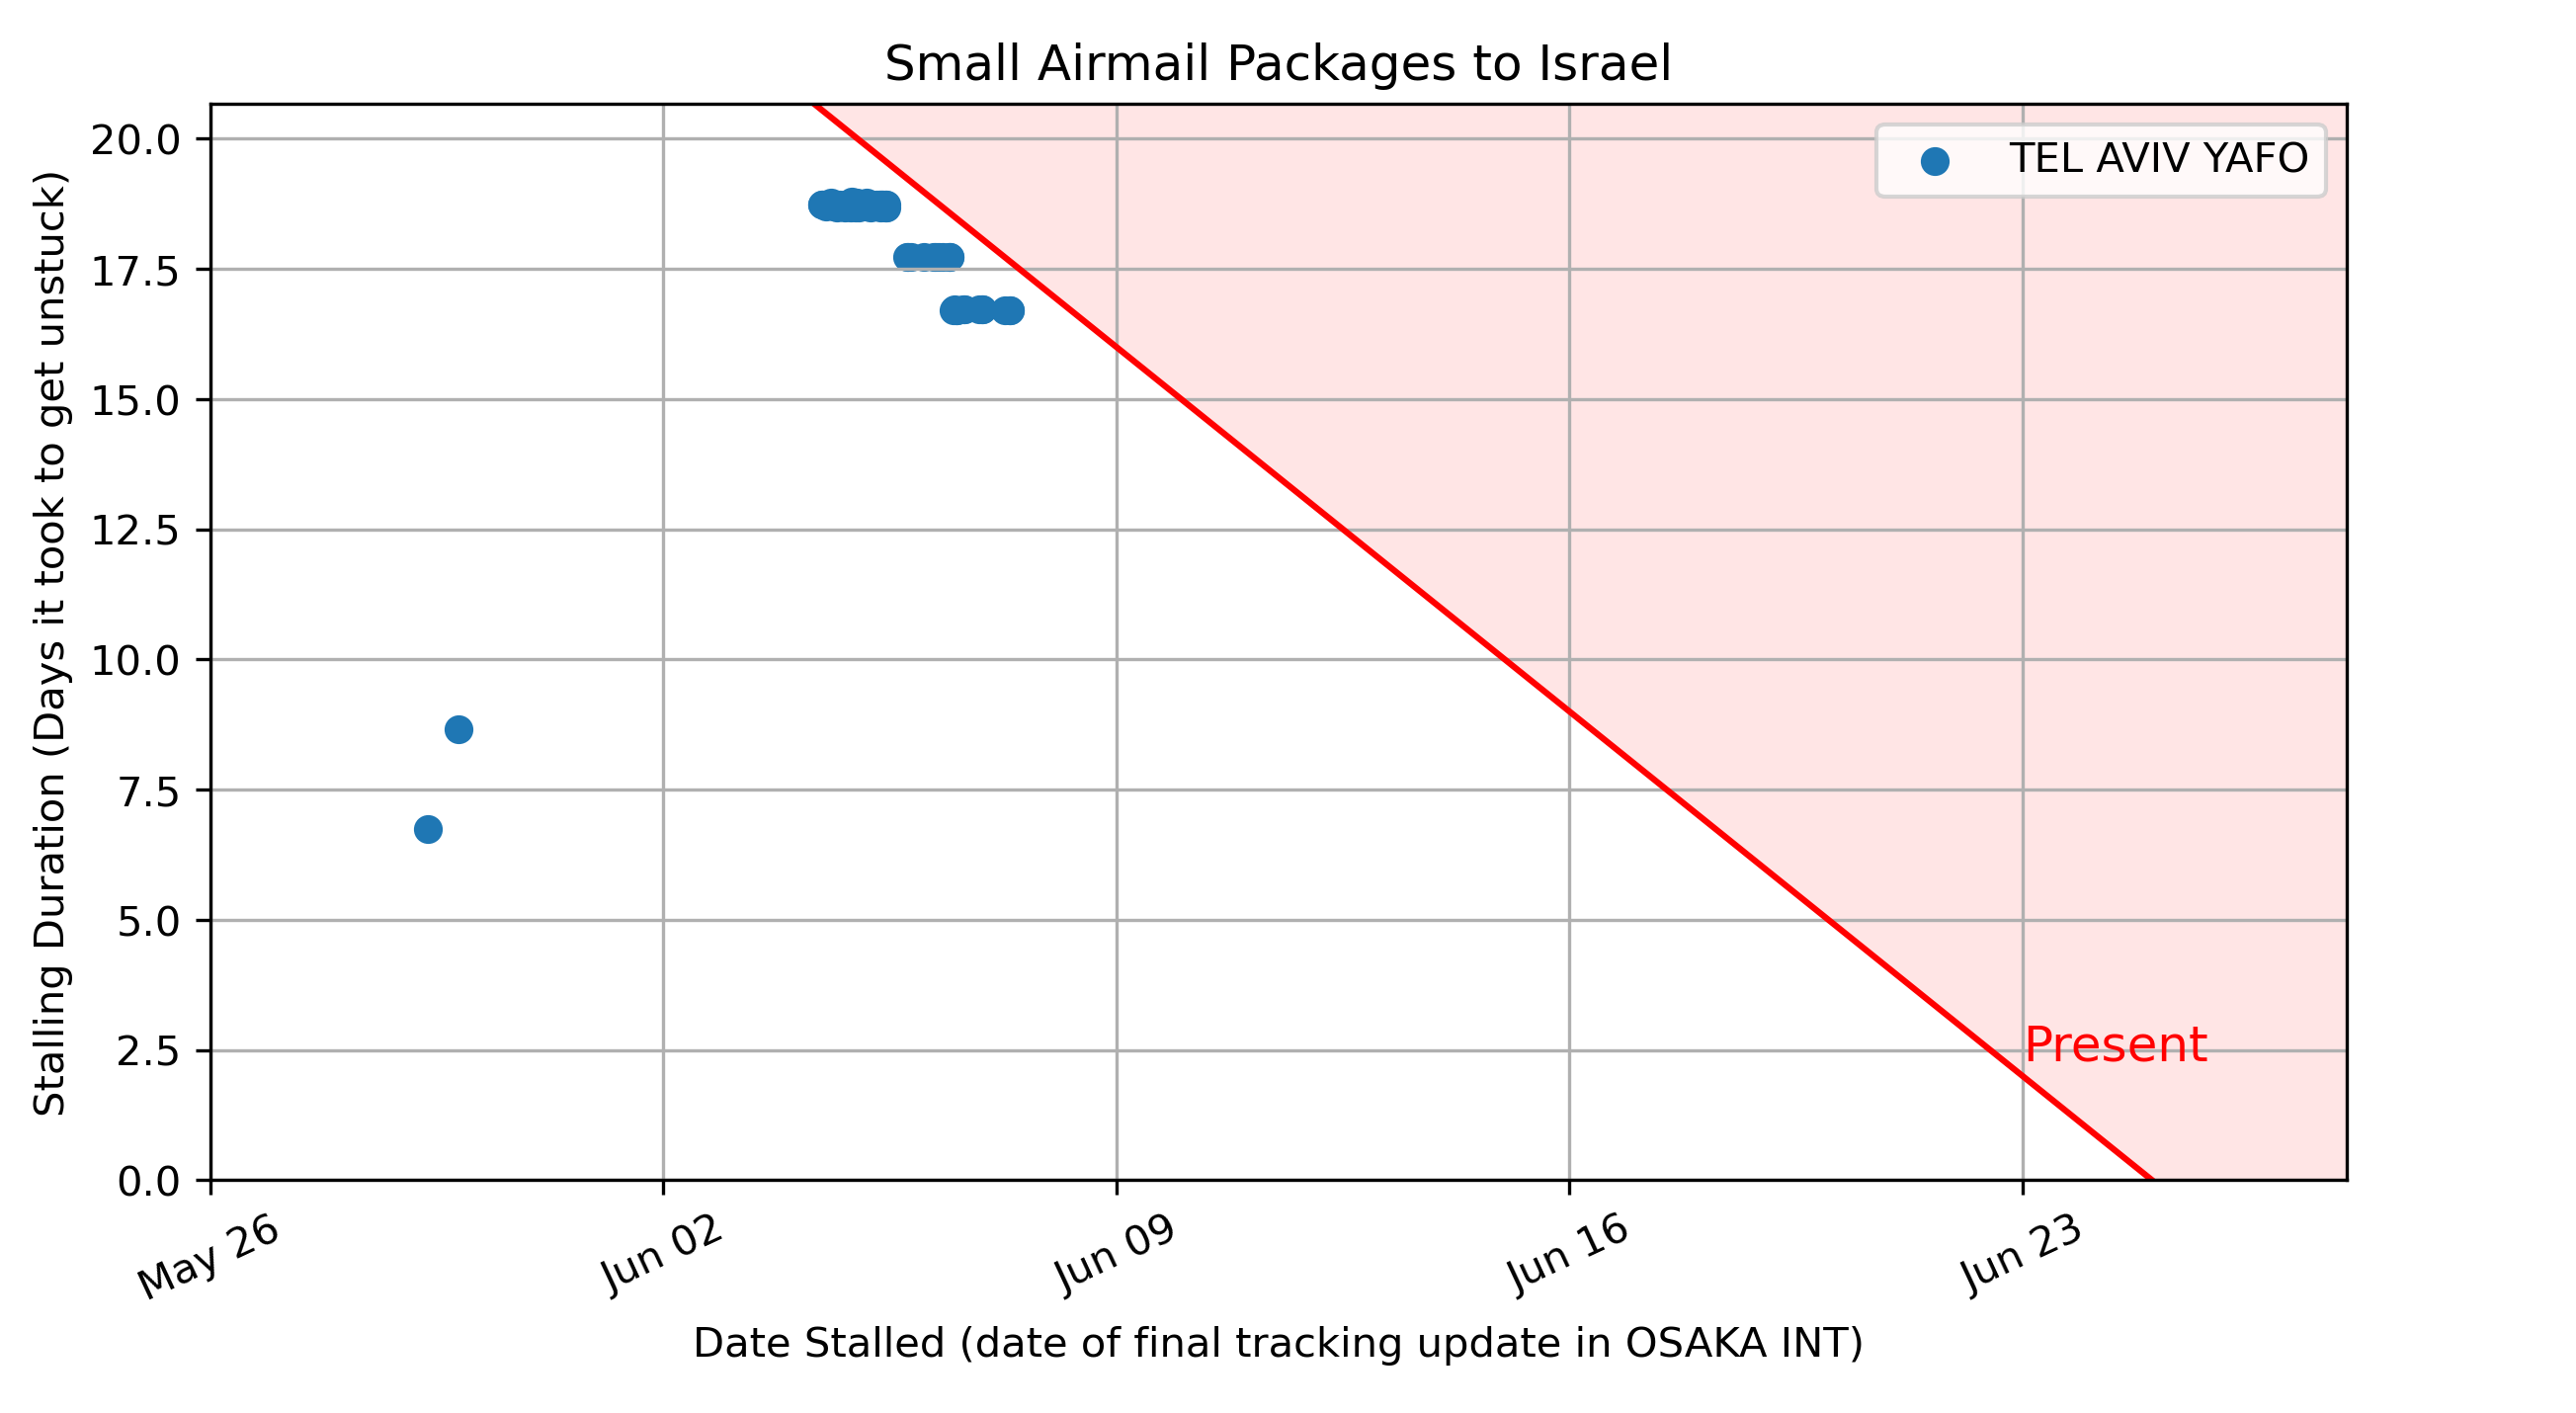 Small Airmail Packages to Israel
TEL AVIV YAFO
Stalling Duration (Days it took to get unstuck)
20.0
17.5
15.0
12.5
10.0
7.5
5.0
2.5
0.0
Present
May 26
Jun 02
Jun 09
Jun 16
Jun 23
Date Stalled (date of final tracking update in OSAKA INT)